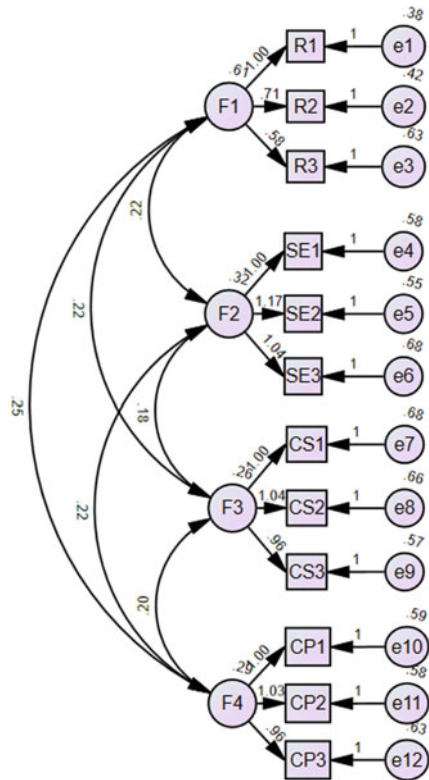 .38
.61
1.00
R1
1
e1
.42
F1
.71
R2
1
e2
.63
.58
R3
1
e3
.22
.58
1.00
SE1
1
e4
.55
F2
1.17
SE2
1
e5
.68
1.04
SE3
1
e6
.22
.25
.18
.68
1.00
CS1
1
e7
.66
F3
1.04
CS2
1
e8
.57
.96
CS3
1
e9
.22
.20
.59
1.00
CP1
1
e10
.58
F4
1.03
CP2
1
e11
.63
.96
CP3
1
e12